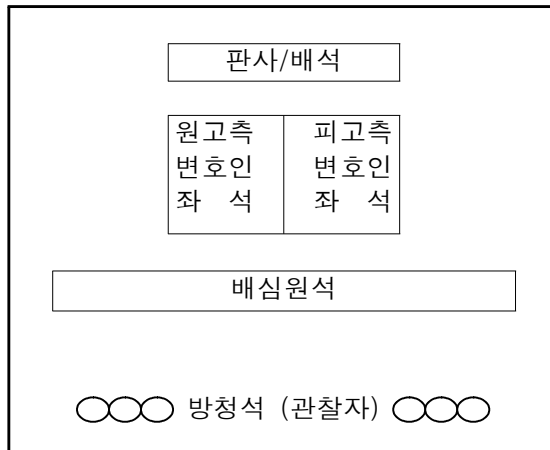 판사/배석
원고측 피고측
변호인 변호인
좌 석 좌 석
배심원석
방청석 (관찰자)